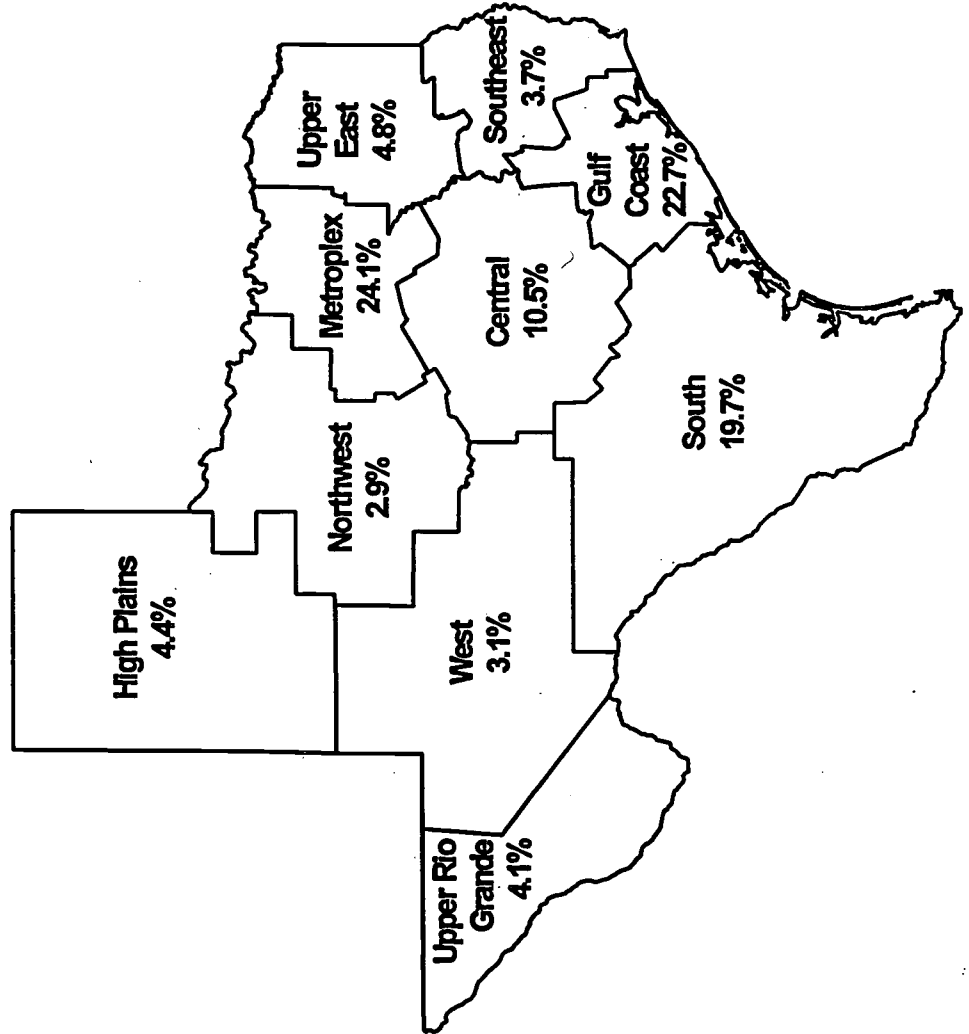 High Plains
4.4%
Northwest
2.9%
Metroplex
24.1%
Upper
East
4.8%
Southeast
3.7%
Gulf
Coast
22.7%
Central
10.5%
South
19.7%
West
3.1%
Upper Rio
Grande
4.1%